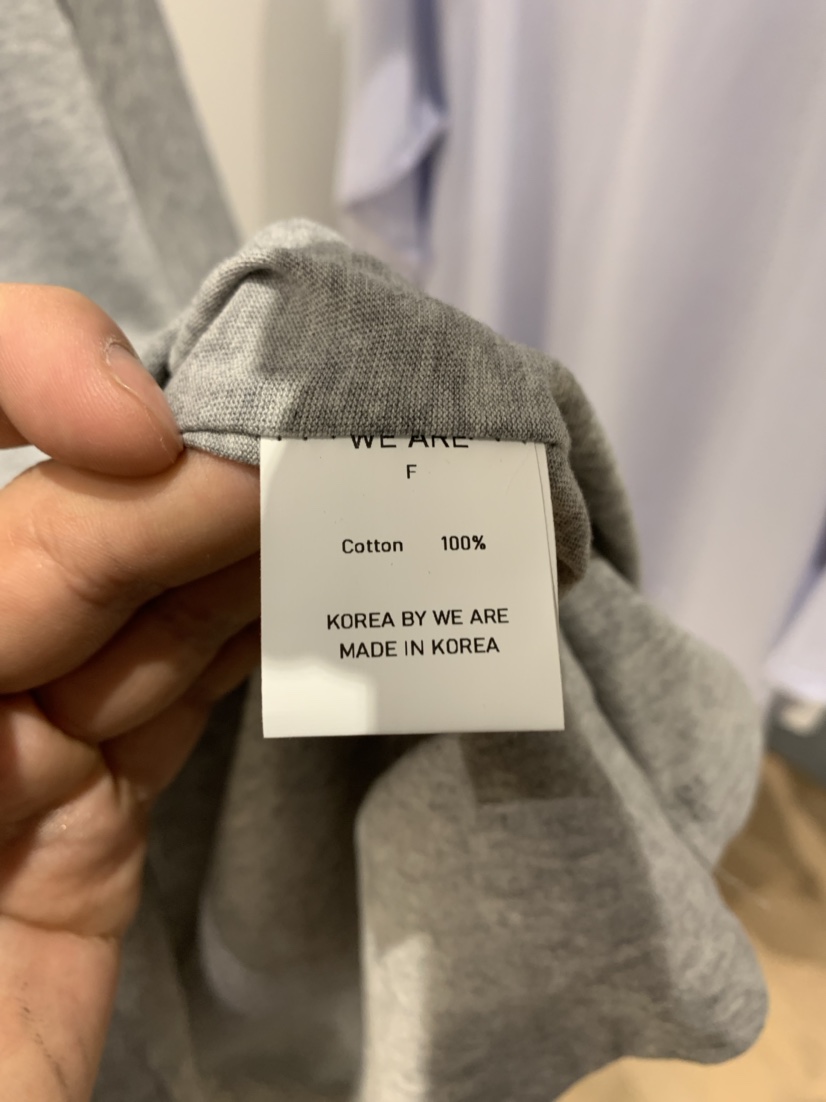 WE ARE
F
Cotton 100%
KOREA BY WE ARE
MADE IN KOREA